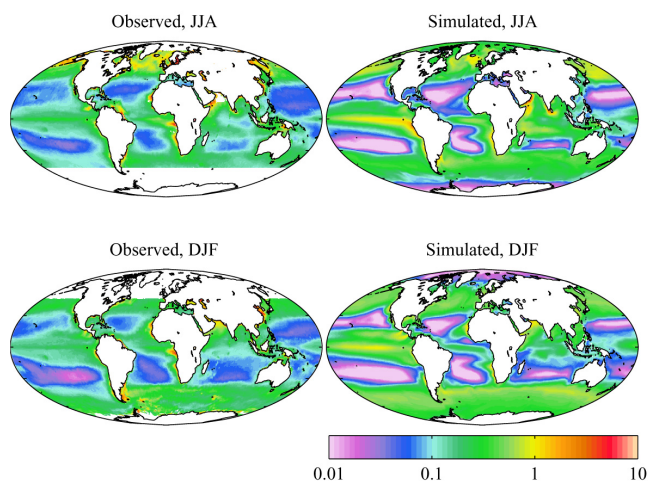 Observed, JJA
Simulated, JJA
Observed, DJF
Simulated, DJF
0.01 0.1 1 10